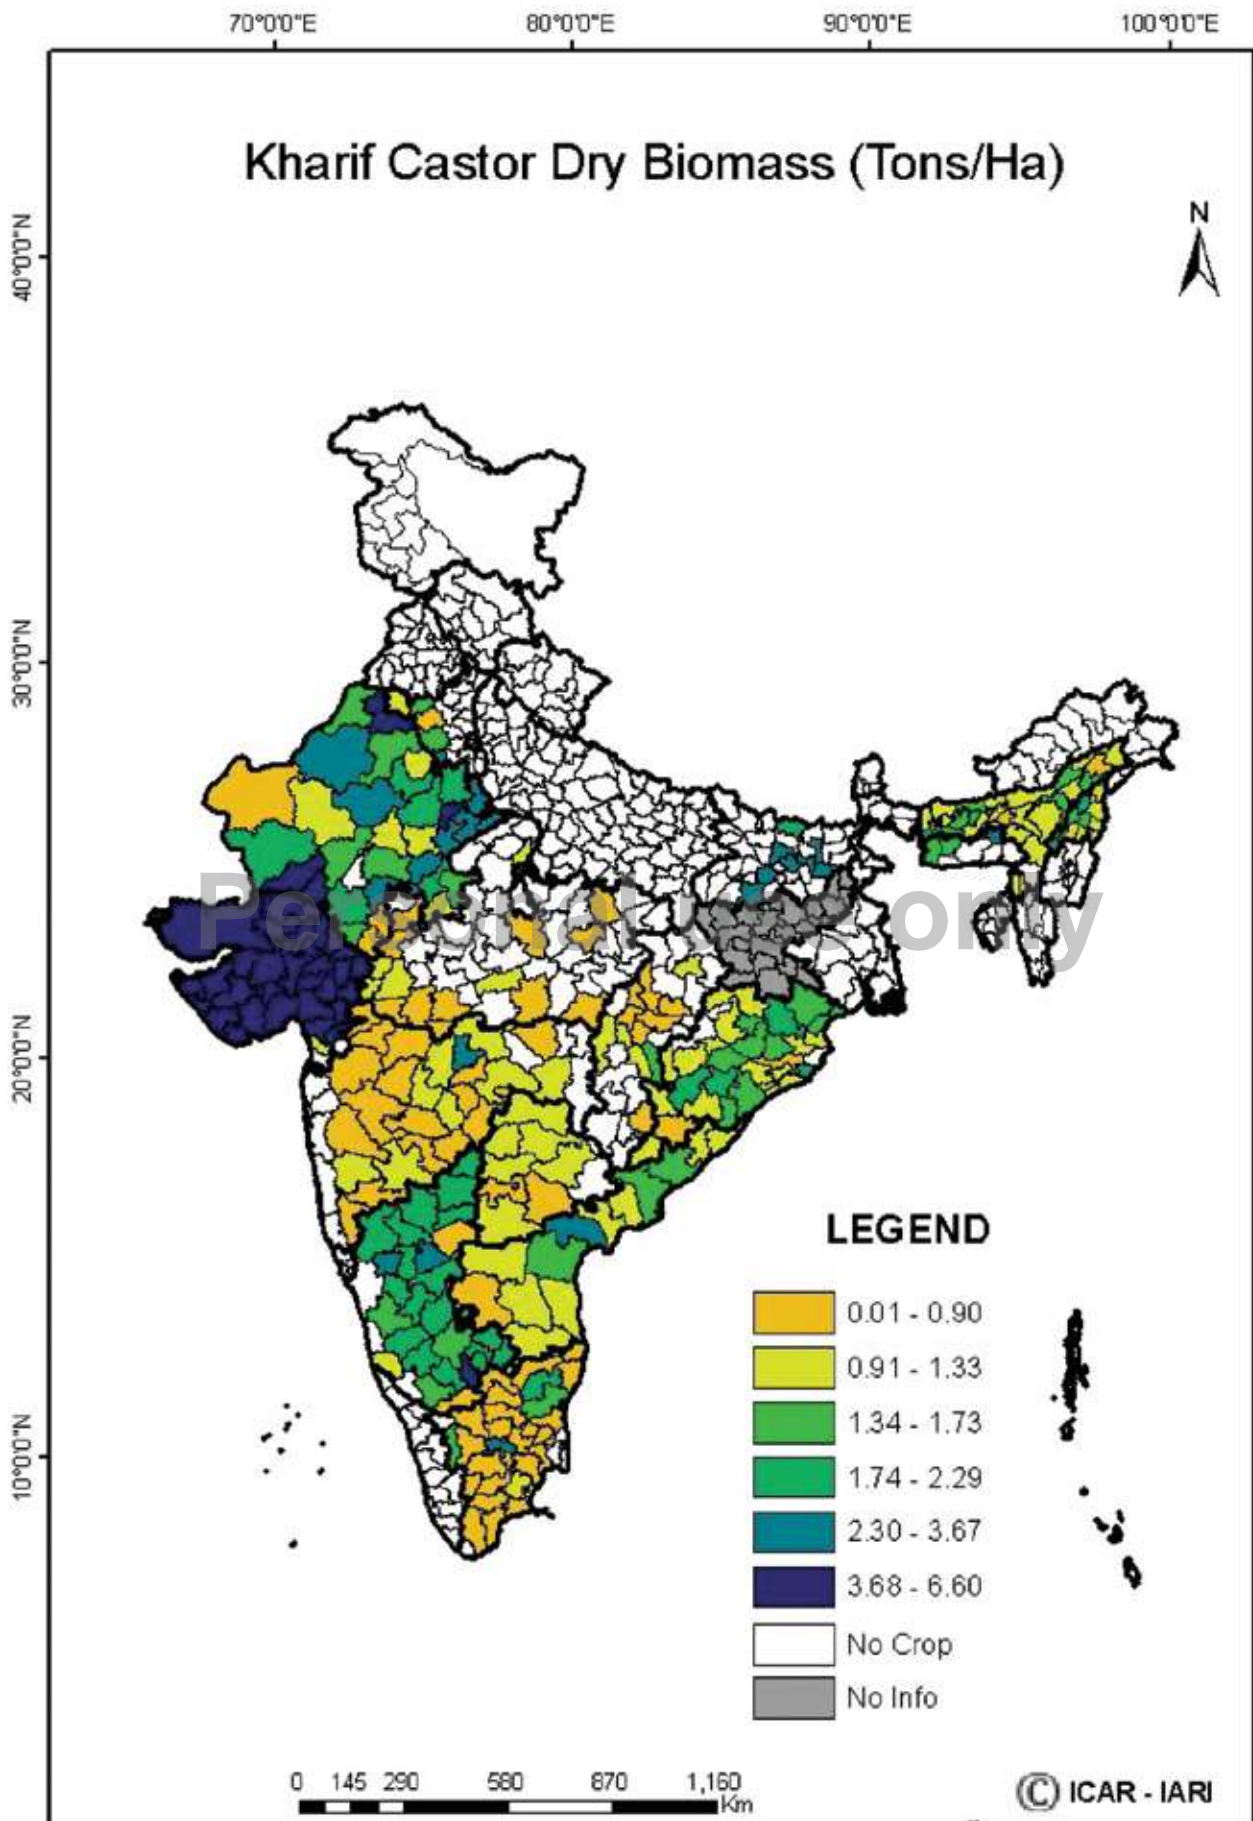 70°0'0"E 80°0'0"E 90°0'0"E 100°0'0"E
Kharif Castor Dry Biomass (Tons/Ha)
N
40°0'0"N
30°0'0"N
Personal use only
20°0'0"N
LEGEND
0.01 - 0.90
0.91 - 1.33
1.34 - 1.73
1.74 - 2.29
2.30 - 3.67
3.68 - 6.60
No Crop
No Info
10°0'0"N
0 145 290 580 870 1,160
Km
© ICAR - IARI